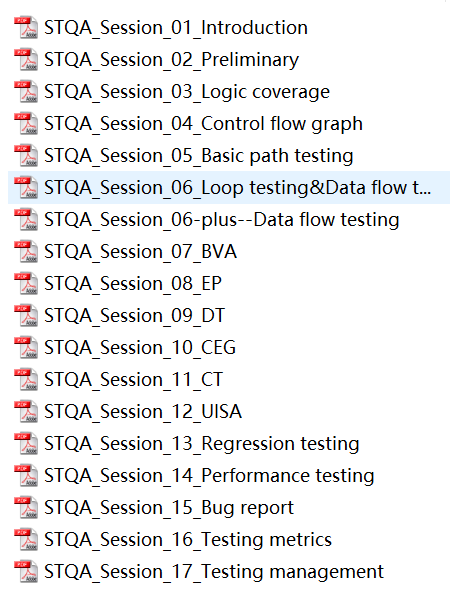 STQA_Session_01_Introduction
STQA_Session_02_Preliminary
STQA_Session_03_Logic coverage
STQA_Session_04_Control flow graph
STQA_Session_05_Basic path testing
STQA_Session_06_Loop testing&Data flow t...
STQA_Session_06-plus--Data flow testing
STQA_Session_07_BVA
STQA_Session_08_EP
STQA_Session_09_DT
STQA_Session_10_CEG
STQA_Session_11_CT
STQA_Session_12_UISA
STQA_Session_13_Regression testing
STQA_Session_14_Performance testing
STQA_Session_15_Bug report
STQA_Session_16_Testing metrics
STQA_Session_17_Testing management